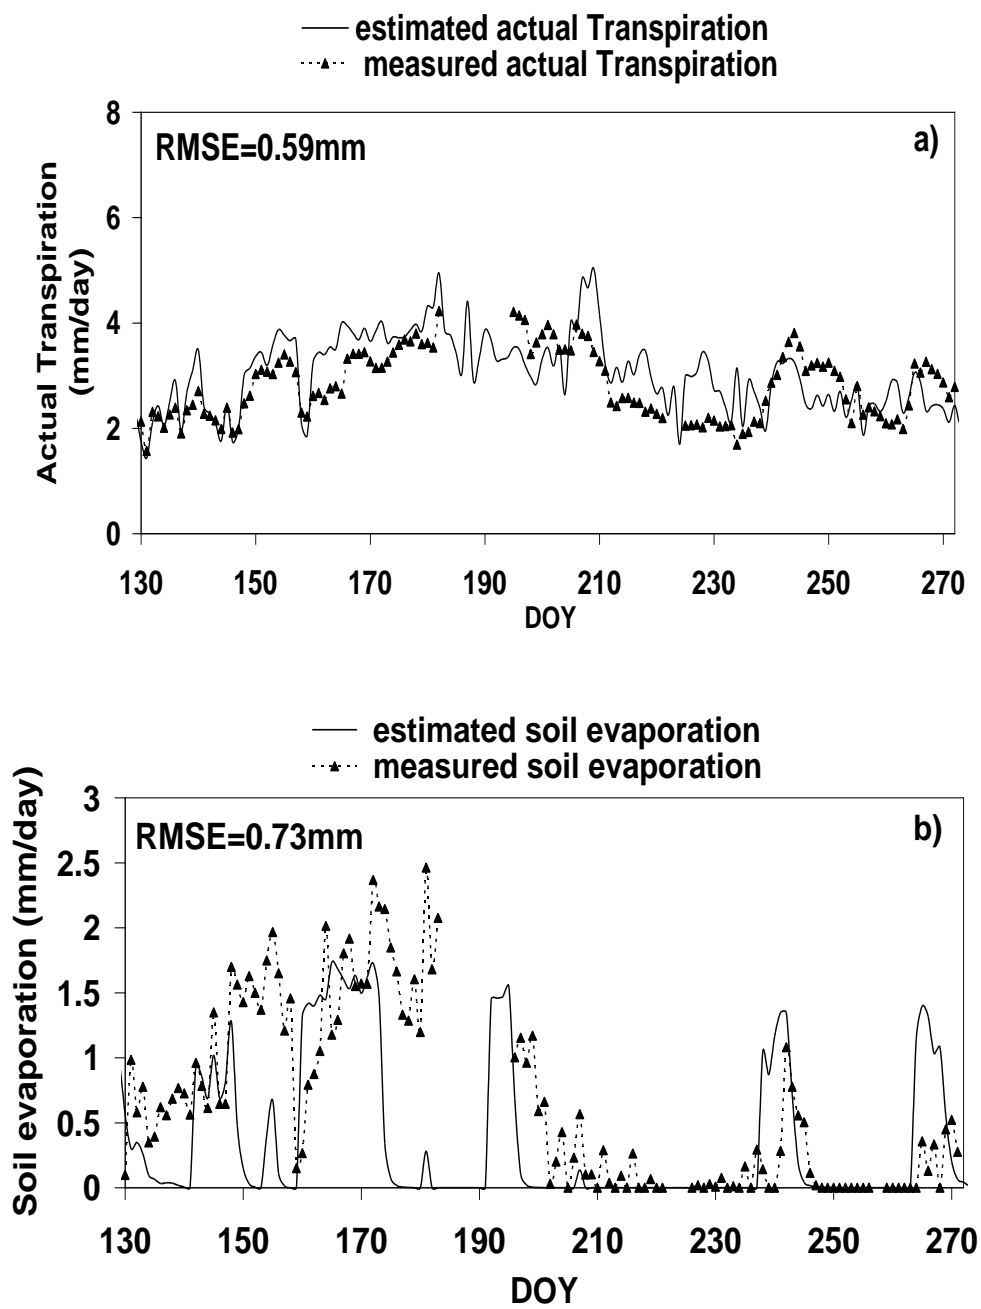 estimated actual Transpiration
measured actual Transpiration
8
6
4
2
0
RMSE=0.59mm
a)
Actual Transpiration
(mm/day)
130 150 170 190 210 230 250 270
DOY
estimated soil evaporation
measured soil evaporation
3
2.5
2
1.5
1
0.5
0
RMSE=0.73mm
b)
Soil evaporation (mm/day)
130 150 170 190 210 230 250 270
DOY